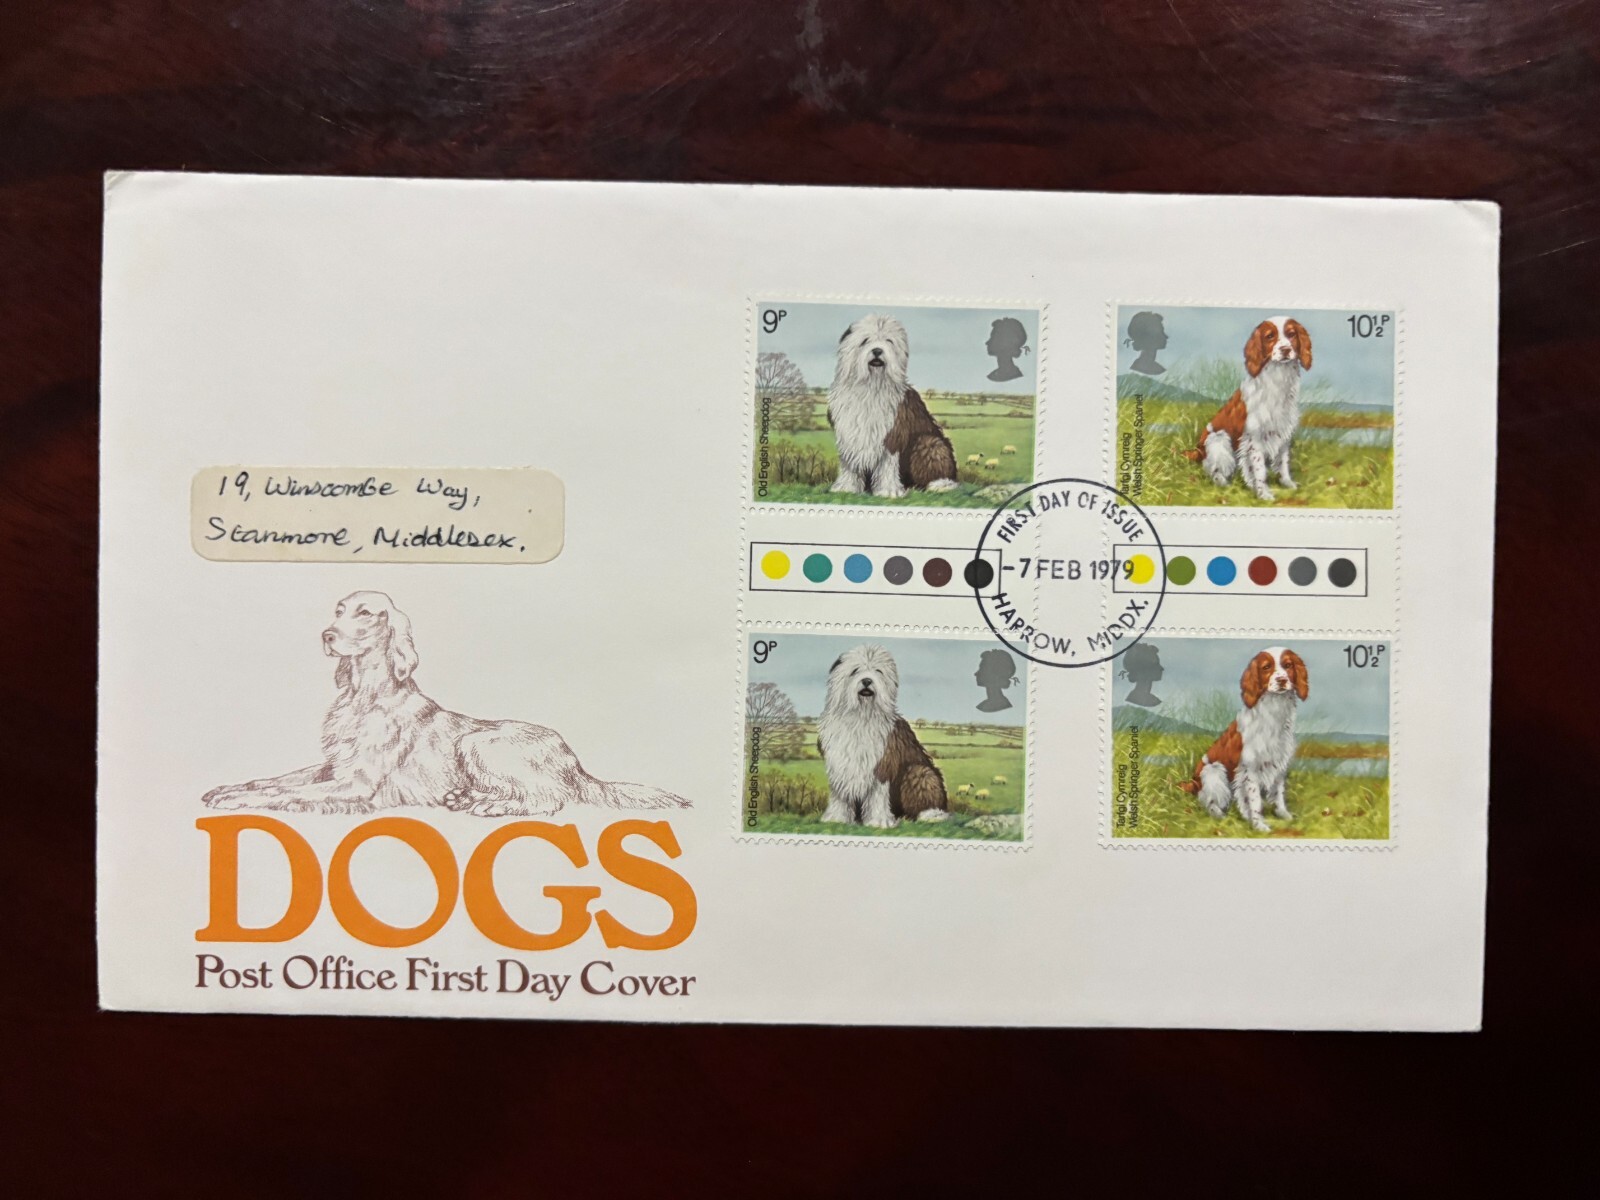 19, Winscombe Way,
Stanmore, Middlesex.
DOGS
Post Office First Day Cover
9P
Old English Sheepdog
10½P
Tarfgi Cymreig
Welsh Springer Spaniel
FIRST DAY OF ISSUE
-7 FEB 1979
HARROW, MIDDX.
9P
Old English Sheepdog
10½P
Tarfgi Cymreig
Welsh Springer Spaniel